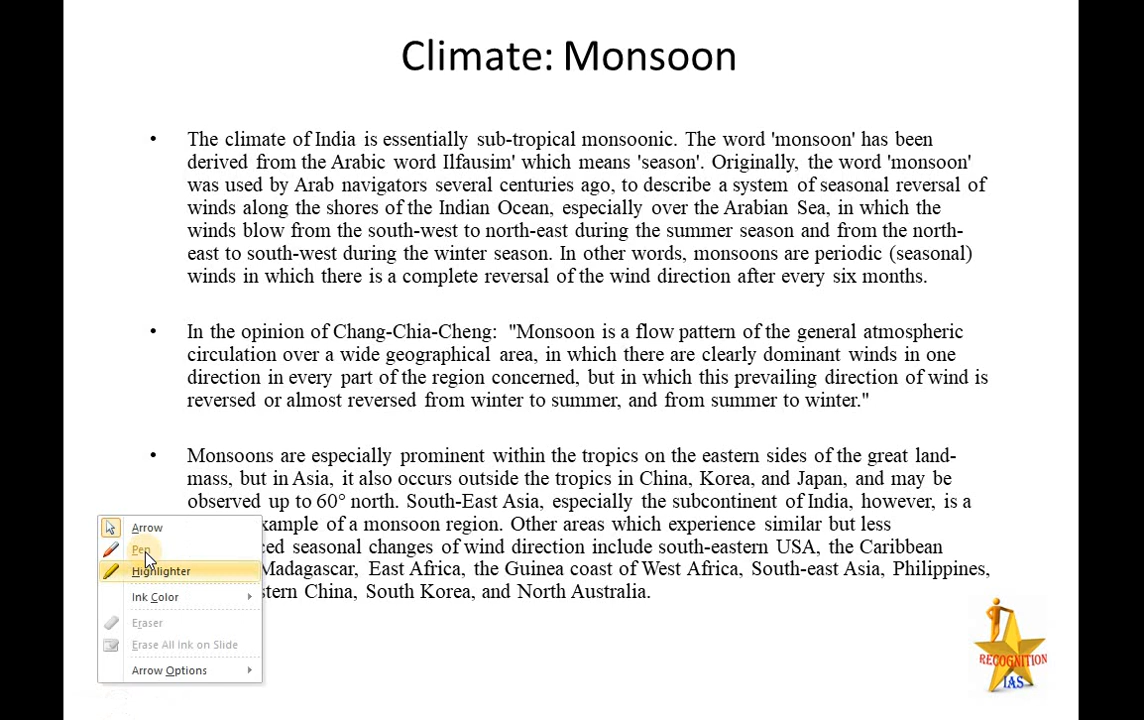 Climate: Monsoon
• The climate of India is essentially sub-tropical monsoonic. The word 'monsoon' has been
derived from the Arabic word Ilfausim' which means 'season'. Originally, the word 'monsoon'
was used by Arab navigators several centuries ago, to describe a system of seasonal reversal of
winds along the shores of the Indian Ocean, especially over the Arabian Sea, in which the
winds blow from the south-west to north-east during the summer season and from the north-
east to south-west during the winter season. In other words, monsoons are periodic (seasonal)
winds in which there is a complete reversal of the wind direction after every six months.
• In the opinion of Chang-Chia-Cheng: "Monsoon is a flow pattern of the general atmospheric
circulation over a wide geographical area, in which there are clearly dominant winds in one
direction in every part of the region concerned, but in which this prevailing direction of wind is
reversed or almost reversed from winter to summer, and from summer to winter."
• Monsoons are especially prominent within the tropics on the eastern sides of the great land-
mass, but in Asia, it also occurs outside the tropics in China, Korea, and Japan, and may be
observed up to 60° north. South-East Asia, especially the subcontinent of India, however, is a
of a monsoon region. Other areas which experience similar but less
seasonal changes of wind direction include south-eastern USA, the Caribbean
Madagascar, East Africa, the Guinea coast of West Africa, South-east Asia, Philippines,
China, South Korea, and North Australia.
Arrow
Pen
Highlighter
Ink Color
Eraser
Erase All Ink on Slide
Arrow Options
RECOGNITION
IAS